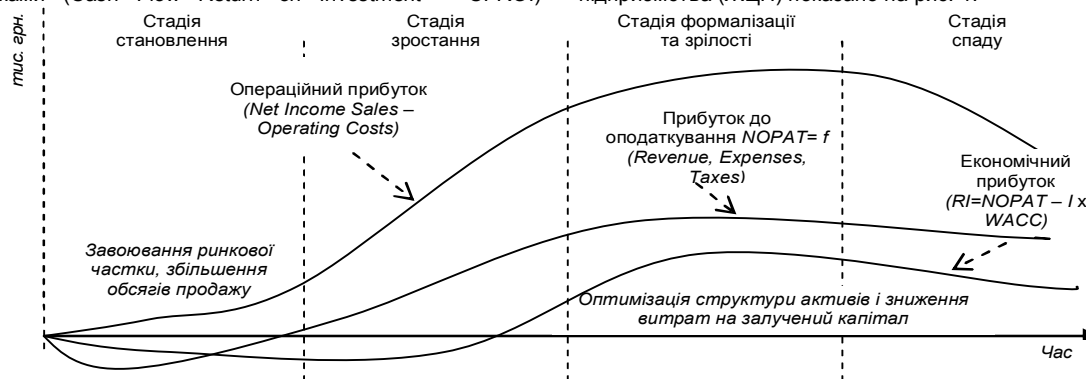 (Cash Flow Return on Investment
підприємства (ЖЦП) показано на рис. 1.
тис. грн.
Стадія
становлення
Стадія
зростання
Стадія формалізації
та зрілості
Стадія
спаду
Операційний прибуток
(Net Income Sales –
Operating Costs)
Прибуток до
оподаткування NOPAT= f
(Revenue, Expenses,
Taxes)
Економічний
прибуток
(RI=NOPAT – I x
WACC)
Завоювання ринкової
частки, збільшення
обсягів продажу
Оптимізація структури активів і зниження
витрат на залучений капітал
Час